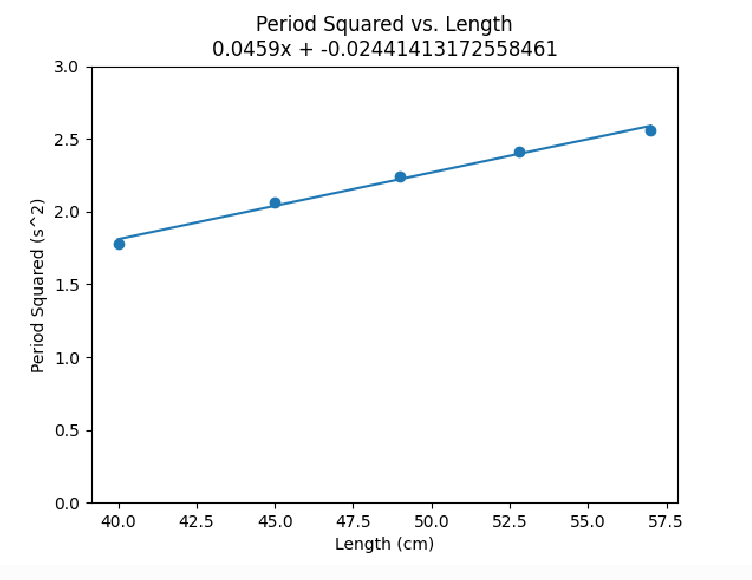 Period Squared vs. Length
0.0459x + -0.02441413172558461
3.0
2.5
2.0
1.5
1.0
0.5
0.0
Period Squared (s^2)
40.0 42.5 45.0 47.5 50.0 52.5 55.0 57.5
Length (cm)